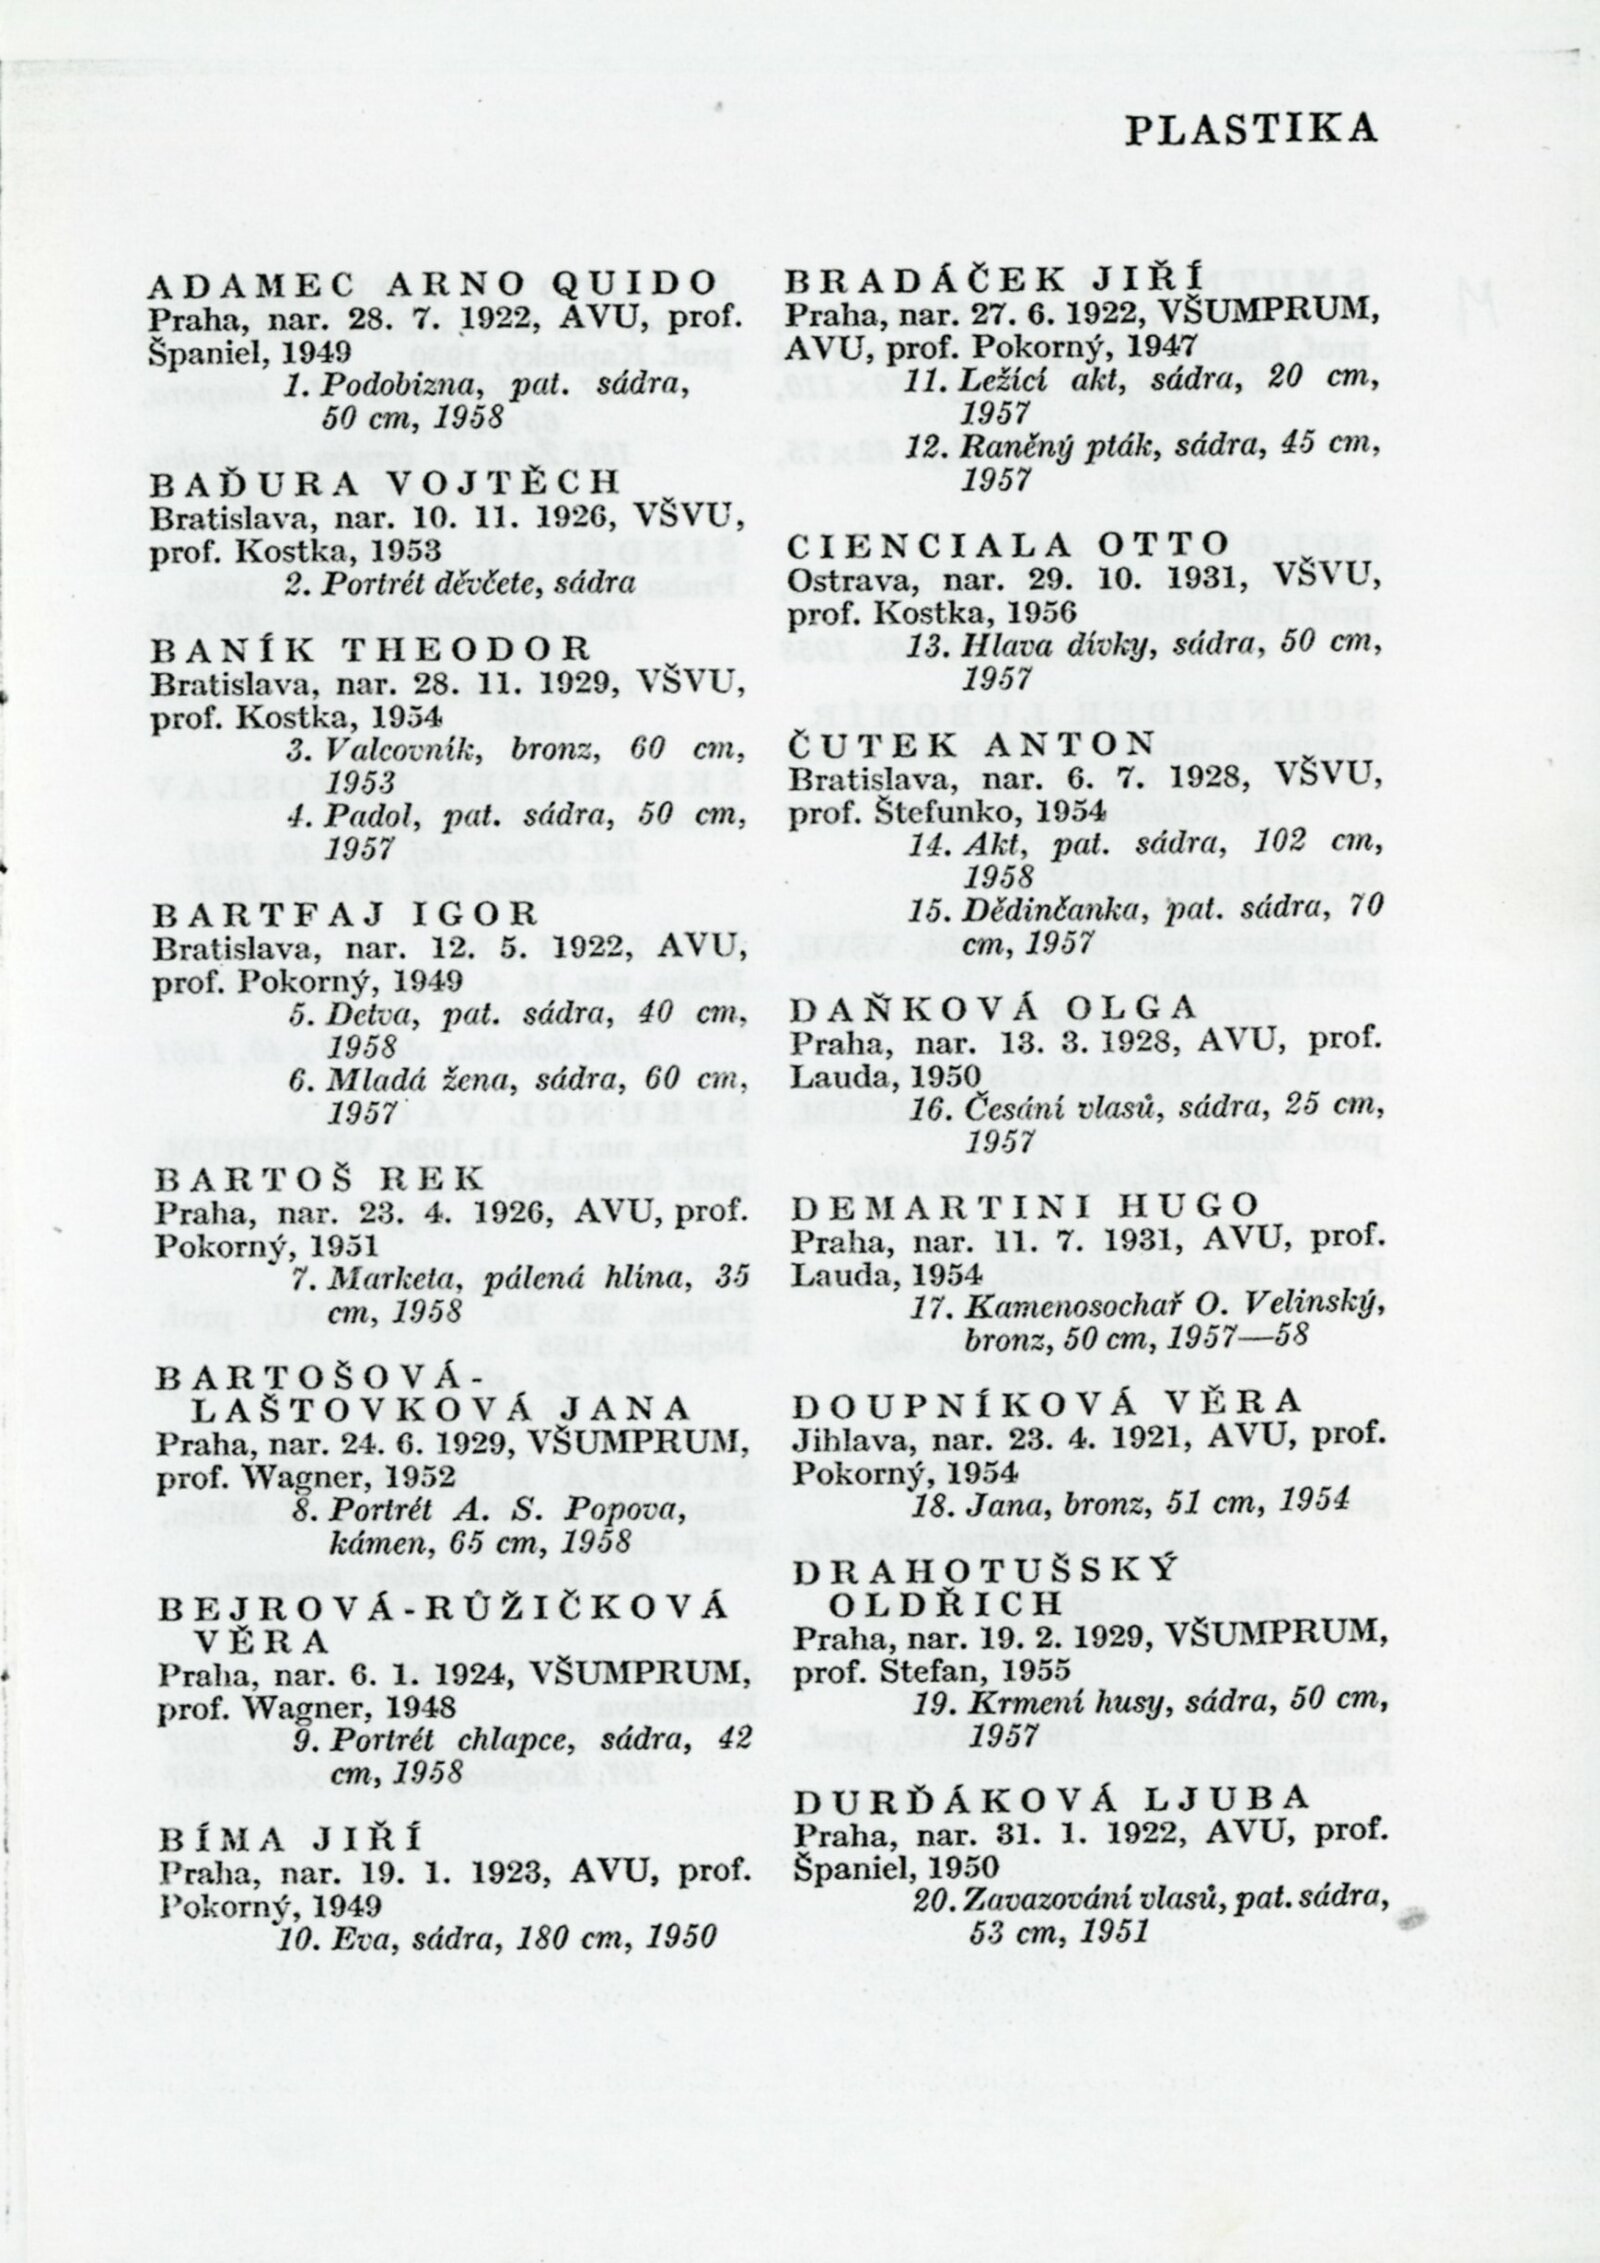 PLASTIKA
ADAMEC ARNO QUIDO
Praha, nar. 28. 7. 1922, AVU, prof.
Španiel, 1949
1. Podobizna, pat. sádra,
50 cm, 1958
BAĎURA VOJTĚCH
Bratislava, nar. 10. 11. 1926, VŠVU,
prof. Kostka, 1953
2. Portrét děvčete, sádra
BANÍK THEODOR
Bratislava, nar. 28. 11. 1929, VŠVU,
prof. Kostka, 1954
3. Valcovník, bronz, 60 cm,
1953
4. Padol, pat. sádra, 50 cm,
1957
BARTFAJ IGOR
Bratislava, nar. 12. 5. 1922, AVU,
prof. Pokorný, 1949
5. Detva, pat. sádra, 40 cm,
1958
6. Mladá žena, sádra, 60 cm,
1957
BARTOŠ REK
Praha, nar. 23. 4. 1926, AVU, prof.
Pokorný, 1951
7. Marketa, pálená hlína, 35
cm, 1958
BARTOŠOVÁ-
LAŠTOVKOVÁ JANA
Praha, nar. 24. 6. 1929, VŠUMPRUM,
prof. Wagner, 1952
8. Portrét A. S. Popova,
kámen, 65 cm, 1958
BEJROVÁ-RŮŽIČKOVÁ
VĚRA
Praha, nar. 6. 1. 1924, VŠUMPRUM,
prof. Wagner, 1948
9. Portrét chlapce, sádra, 42
cm, 1958
BÍMA JIŘÍ
Praha, nar. 19. 1. 1923, AVU, prof.
Pokorný, 1949
10. Eva, sádra, 180 cm, 1950
BRADÁČEK JIŘÍ
Praha, nar. 27. 6. 1922, VŠUMPRUM,
AVU, prof. Pokorný, 1947
11. Ležící akt, sádra, 20 cm,
1957
12. Raněný pták, sádra, 45 cm,
1957
CIENCIALA OTTO
Ostrava, nar. 29. 10. 1931, VŠVU,
prof. Kostka, 1956
13. Hlava dívky, sádra, 50 cm,
1957
ČUTEK ANTON
Bratislava, nar. 6. 7. 1928, VŠVU,
prof. Štefunko, 1954
14. Akt, pat. sádra, 102 cm,
1958
15. Dědinčanka, pat. sádra, 70
cm, 1957
DAŇKOVÁ OLGA
Praha, nar. 13. 3. 1928, AVU, prof.
Lauda, 1950
16. Česání vlasů, sádra, 25 cm,
1957
DEMARTINI HUGO
Praha, nar. 11. 7. 1931, AVU, prof.
Lauda, 1954
17. Kamenosochař O. Velinský,
bronz, 50 cm, 1957—58
DOUPNÍKOVÁ VĚRA
Jihlava, nar. 23. 4. 1921, AVU, prof.
Pokorný, 1954
18. Jana, bronz, 51 cm, 1954
DRAHOTUŠSKÝ
OLDŘICH
Praha, nar. 19. 2. 1929, VŠUMPRUM,
prof. Stefan, 1955
19. Krmení husy, sádra, 50 cm,
1957
DURĎÁKOVÁ LJUBA
Praha, nar. 31. 1. 1922, AVU, prof.
Španiel, 1950
20. Zavazování vlasů, pat. sádra,
53 cm, 1951